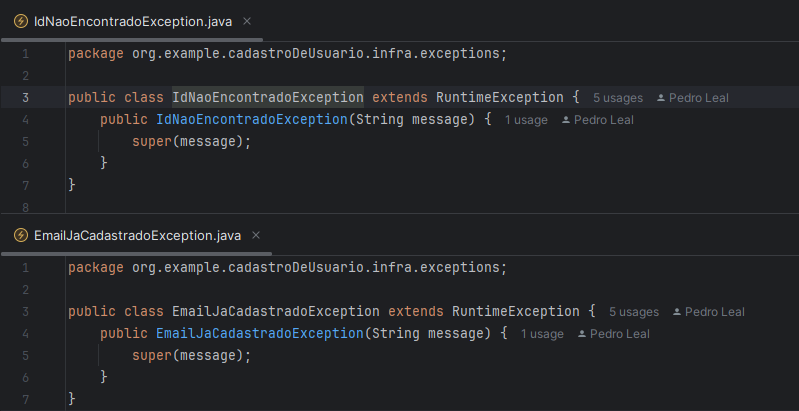 IdNaoEncontradoException.java ×
1 package org.example.cadastroDeUsuario.infra.exceptions;
2
3 public class IdNaoEncontradoException extends RuntimeException { 5 usages Pedro Leal
4 public IdNaoEncontradoException(String message) { 1 usage Pedro Leal
5 super(message);
6 }
7 }
8
EmailJaCadastradoException.java ×
1 package org.example.cadastroDeUsuario.infra.exceptions;
2
3 public class EmailJaCadastradoException extends RuntimeException { 5 usages Pedro Leal
4 public EmailJaCadastradoException(String message) { 1 usage Pedro Leal
5 super(message);
6 }
7 }